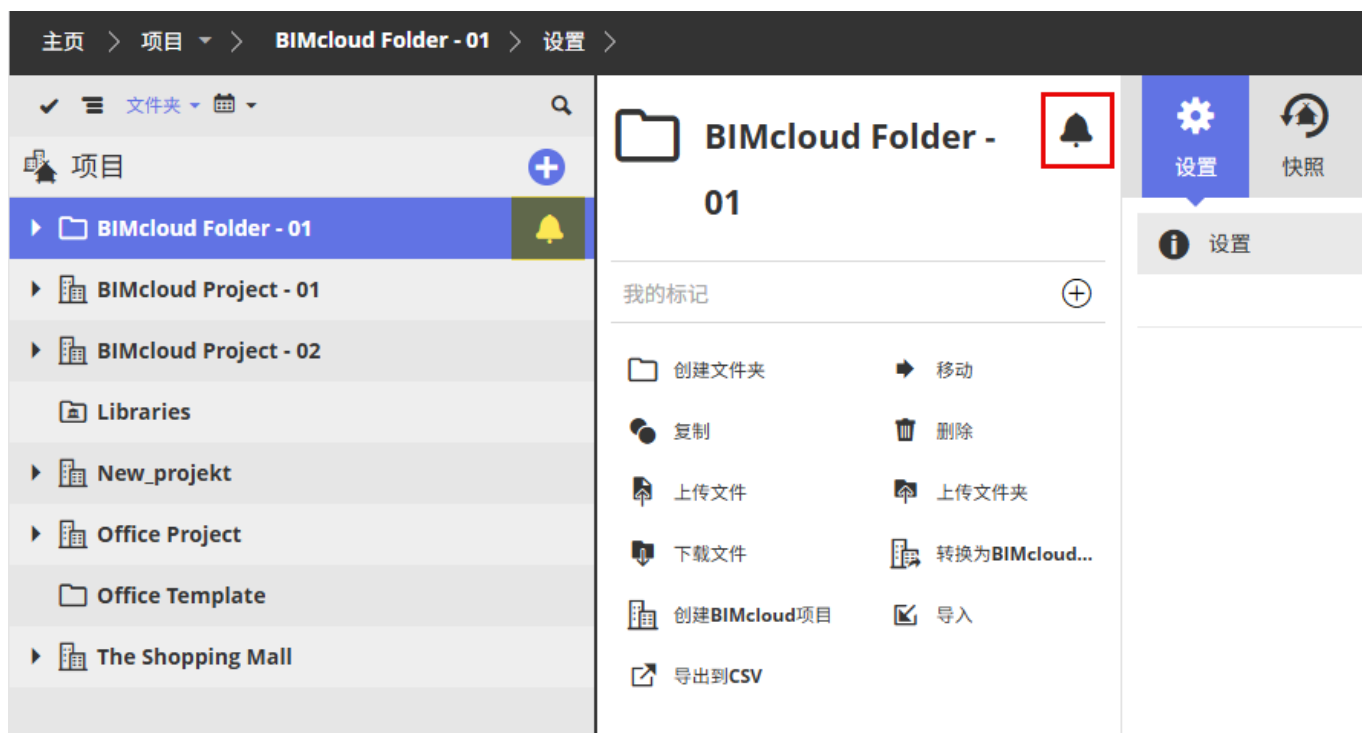 主页 > 项目 > BIMcloud Folder - 01 > 设置 >
文件夹
项目
BIMcloud Folder - 01
BIMcloud Project - 01
BIMcloud Project - 02
Libraries
New_projekt
Office Project
Office Template
The Shopping Mall
BIMcloud Folder -
01
我的标记
创建文件夹 移动
复制 删除
上传文件 上传文件夹
下载文件 转换为BIMcloud...
创建BIMcloud项目 导入
导出到CSV
设置 快照
设置